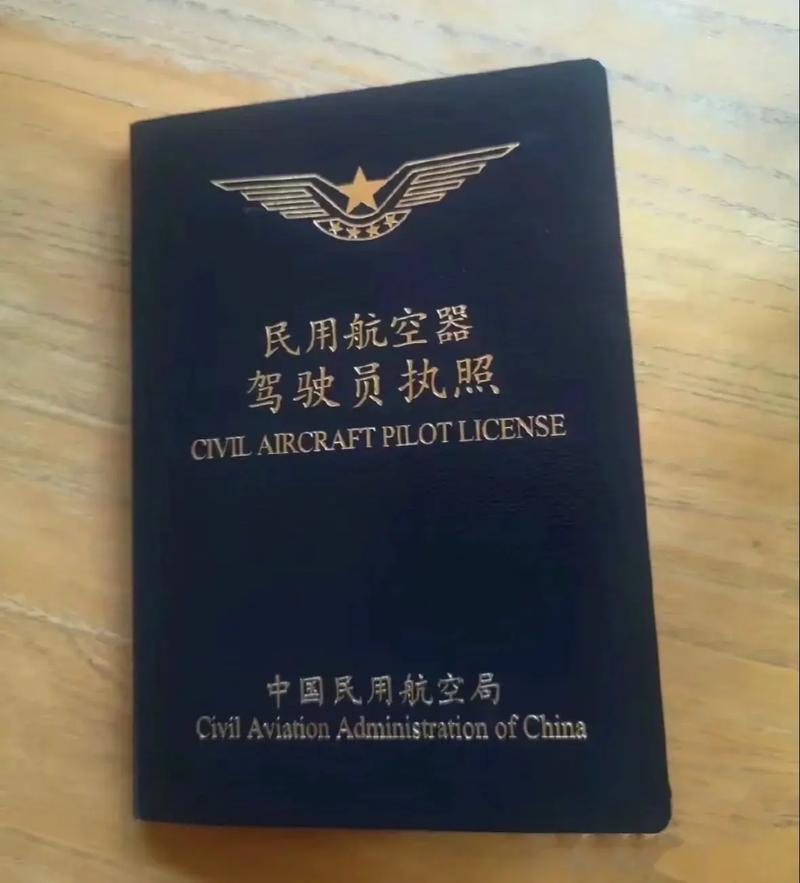 民用航空器
驾驶员执照
CIVIL AIRCRAFT PILOT LICENSE
中国民用航空局
Civil Aviation Administration of China